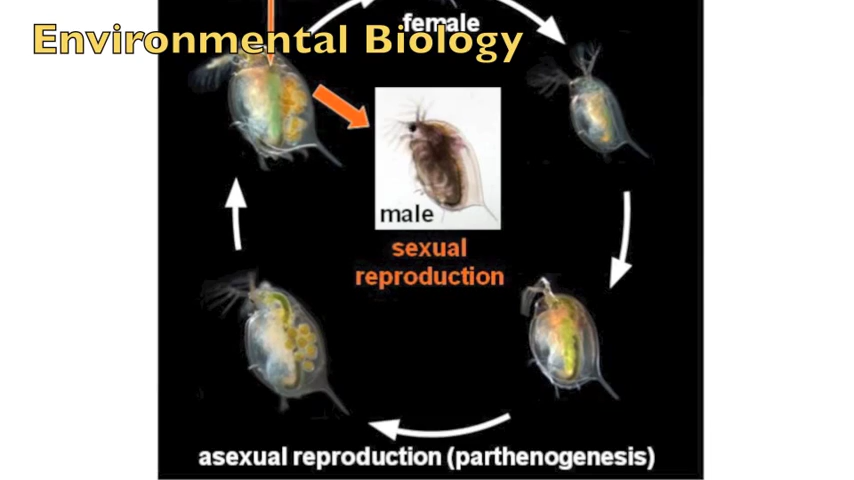 female
Environmental Biology
male
sexual
reproduction
asexual reproduction (parthenogenesis)